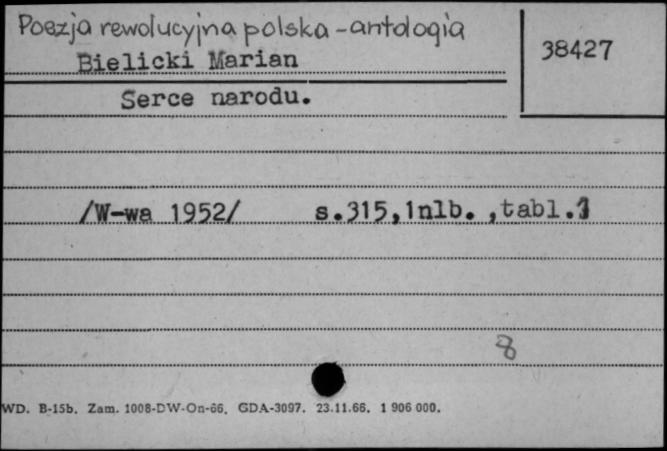 Poezja rewolucyjna polska - antologia
38427
Bielicki Marian
Serce narodu.
/W-wa 1952/ s.315,1nlb.,tabl.1
8
WD. B-15b. Zam. 1008-DW-On-66. GDA-3097. 23.11.66. 1 906 000.